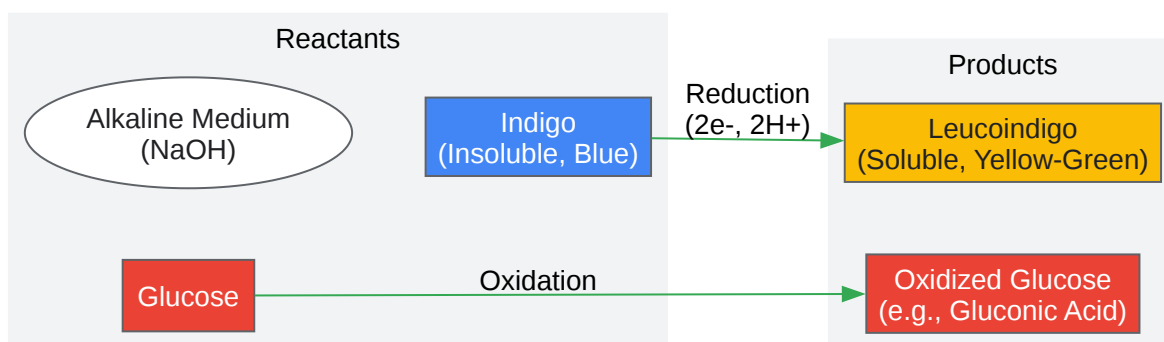 Reactants
Products
Alkaline Medium
(NaOH)
Indigo
(Insoluble, Blue)
Reduction
(2e-, 2H+)
Leucoindigo
(Soluble, Yellow-Green)
Glucose
Oxidation
Oxidized Glucose
(e.g., Gluconic Acid)